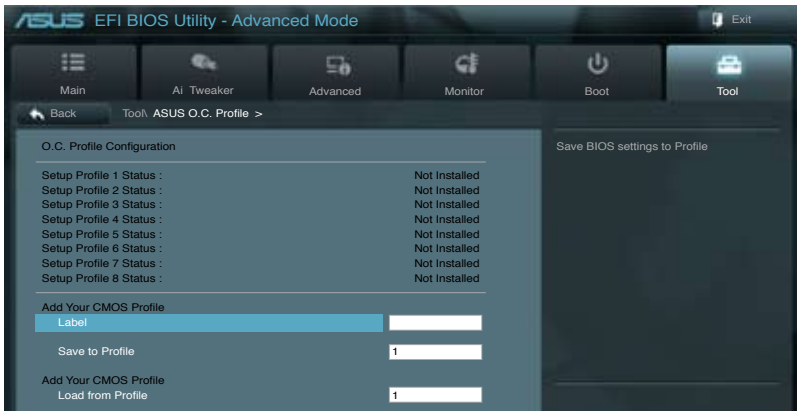 ASUS EFI BIOS Utility - Advanced Mode Exit
Main Ai Tweaker Advanced Monitor Boot Tool
Back Tool\ ASUS O.C. Profile >
O.C. Profile Configuration
Save BIOS settings to Profile
Setup Profile 1 Status : Not Installed
Setup Profile 2 Status : Not Installed
Setup Profile 3 Status : Not Installed
Setup Profile 4 Status : Not Installed
Setup Profile 5 Status : Not Installed
Setup Profile 6 Status : Not Installed
Setup Profile 7 Status : Not Installed
Setup Profile 8 Status : Not Installed
Add Your CMOS Profile
Label
Save to Profile 1
Add Your CMOS Profile
Load from Profile 1